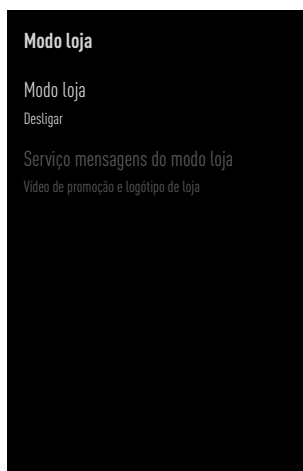 Modo loja
Modo loja
Desligar
Serviço mensagens do modo loja
Vídeo de promoção e logótipo de loja